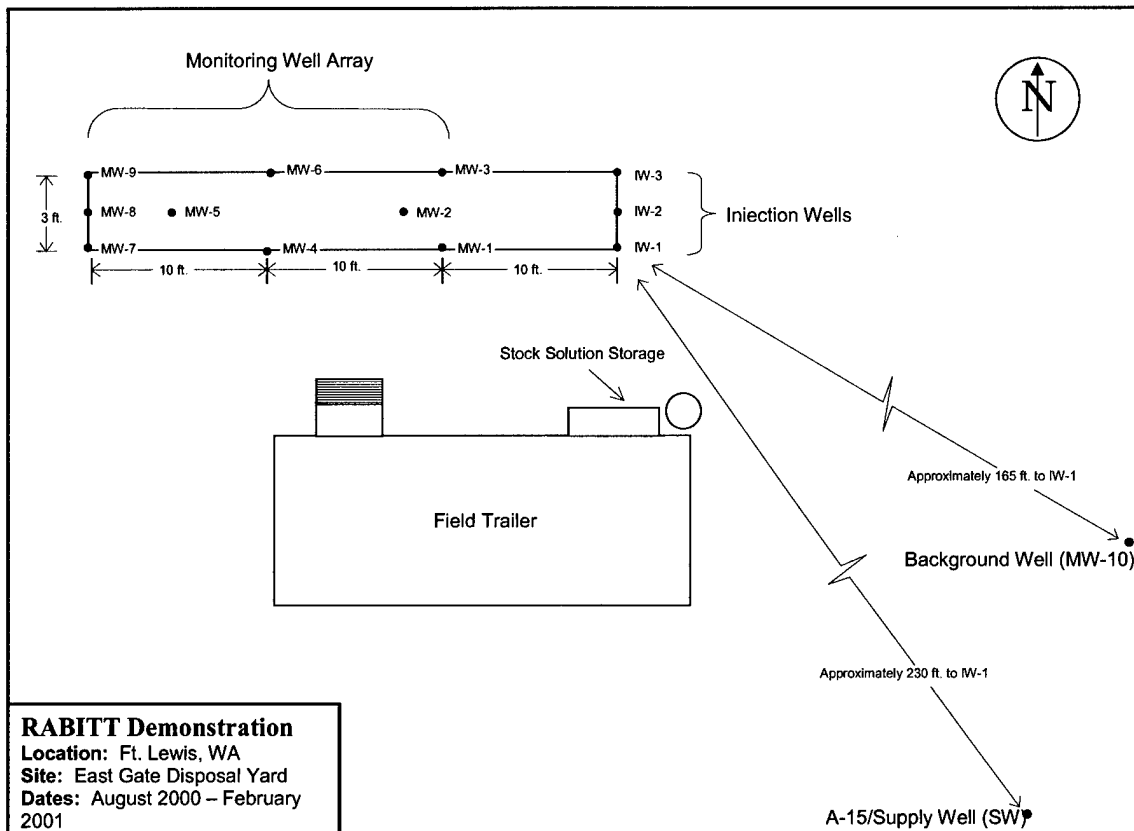 Monitoring Well Array
N
MW-9
MW-6
MW-3
IW-3
3 ft.
MW-8
MW-5
MW-2
IW-2
Injection Wells
MW-7
MW-4
MW-1
IW-1
10 ft.
10 ft.
10 ft.
Stock Solution Storage
Approximately 165 ft. to IW-1
Field Trailer
Background Well (MW-10)
Approximately 230 ft. to IW-1
RABITT Demonstration
Location: Ft. Lewis, WA
Site: East Gate Disposal Yard
Dates: August 2000 – February
2001
A-15/Supply Well (SW)